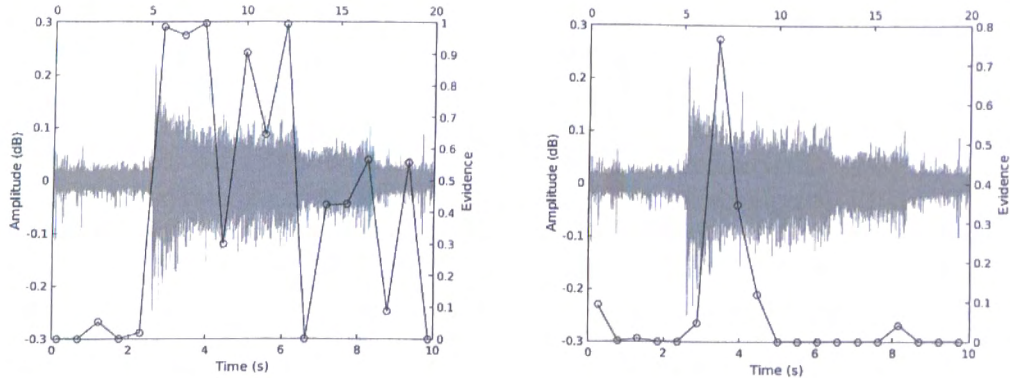 0 5 10 15 20
0.3 1
0.9
0.2 0.8
0.7
0.1 0.6
0 0.5
0.4
-0.1 0.3
-0.2 0.2
0.1
-0.3 0
0 2 4 6 8 10
Time (s)
Amplitude (dB)
Evidence
0 5 10 15 20
0.3 0.8
0.7
0.2 0.6
0.1 0.5
0 0.4
-0.1 0.3
0.2
-0.2 0.1
-0.3 0
0 2 4 6 8 10
Time (s)
Amplitude (dB)
Evidence